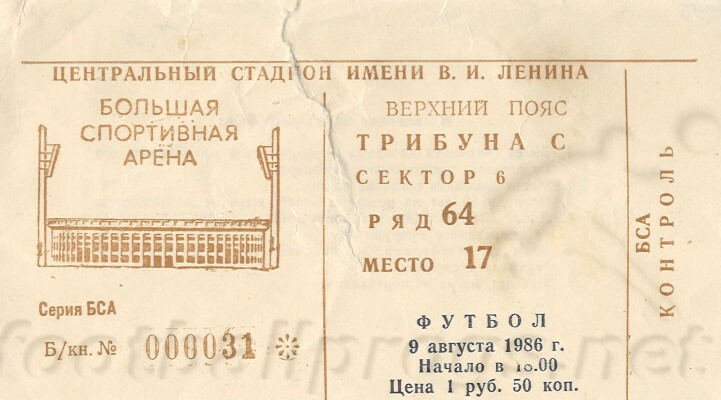 ЦЕНТРАЛЬНЫЙ СТАДИОН ИМЕНИ В. И. ЛЕНИНА
БОЛЬШАЯ
СПОРТИВНАЯ
АРЕНА
Серия БСА
Б/кн. № 000031
ВЕРХНИЙ ПОЯС
ТРИБУНА С
СЕКТОР 6
РЯД 64
МЕСТО 17
ФУТБОЛ
9 августа 1986 г.
Начало в
Цена 1 руб. 50 коп.
БСА
КОНТРОЛЬ